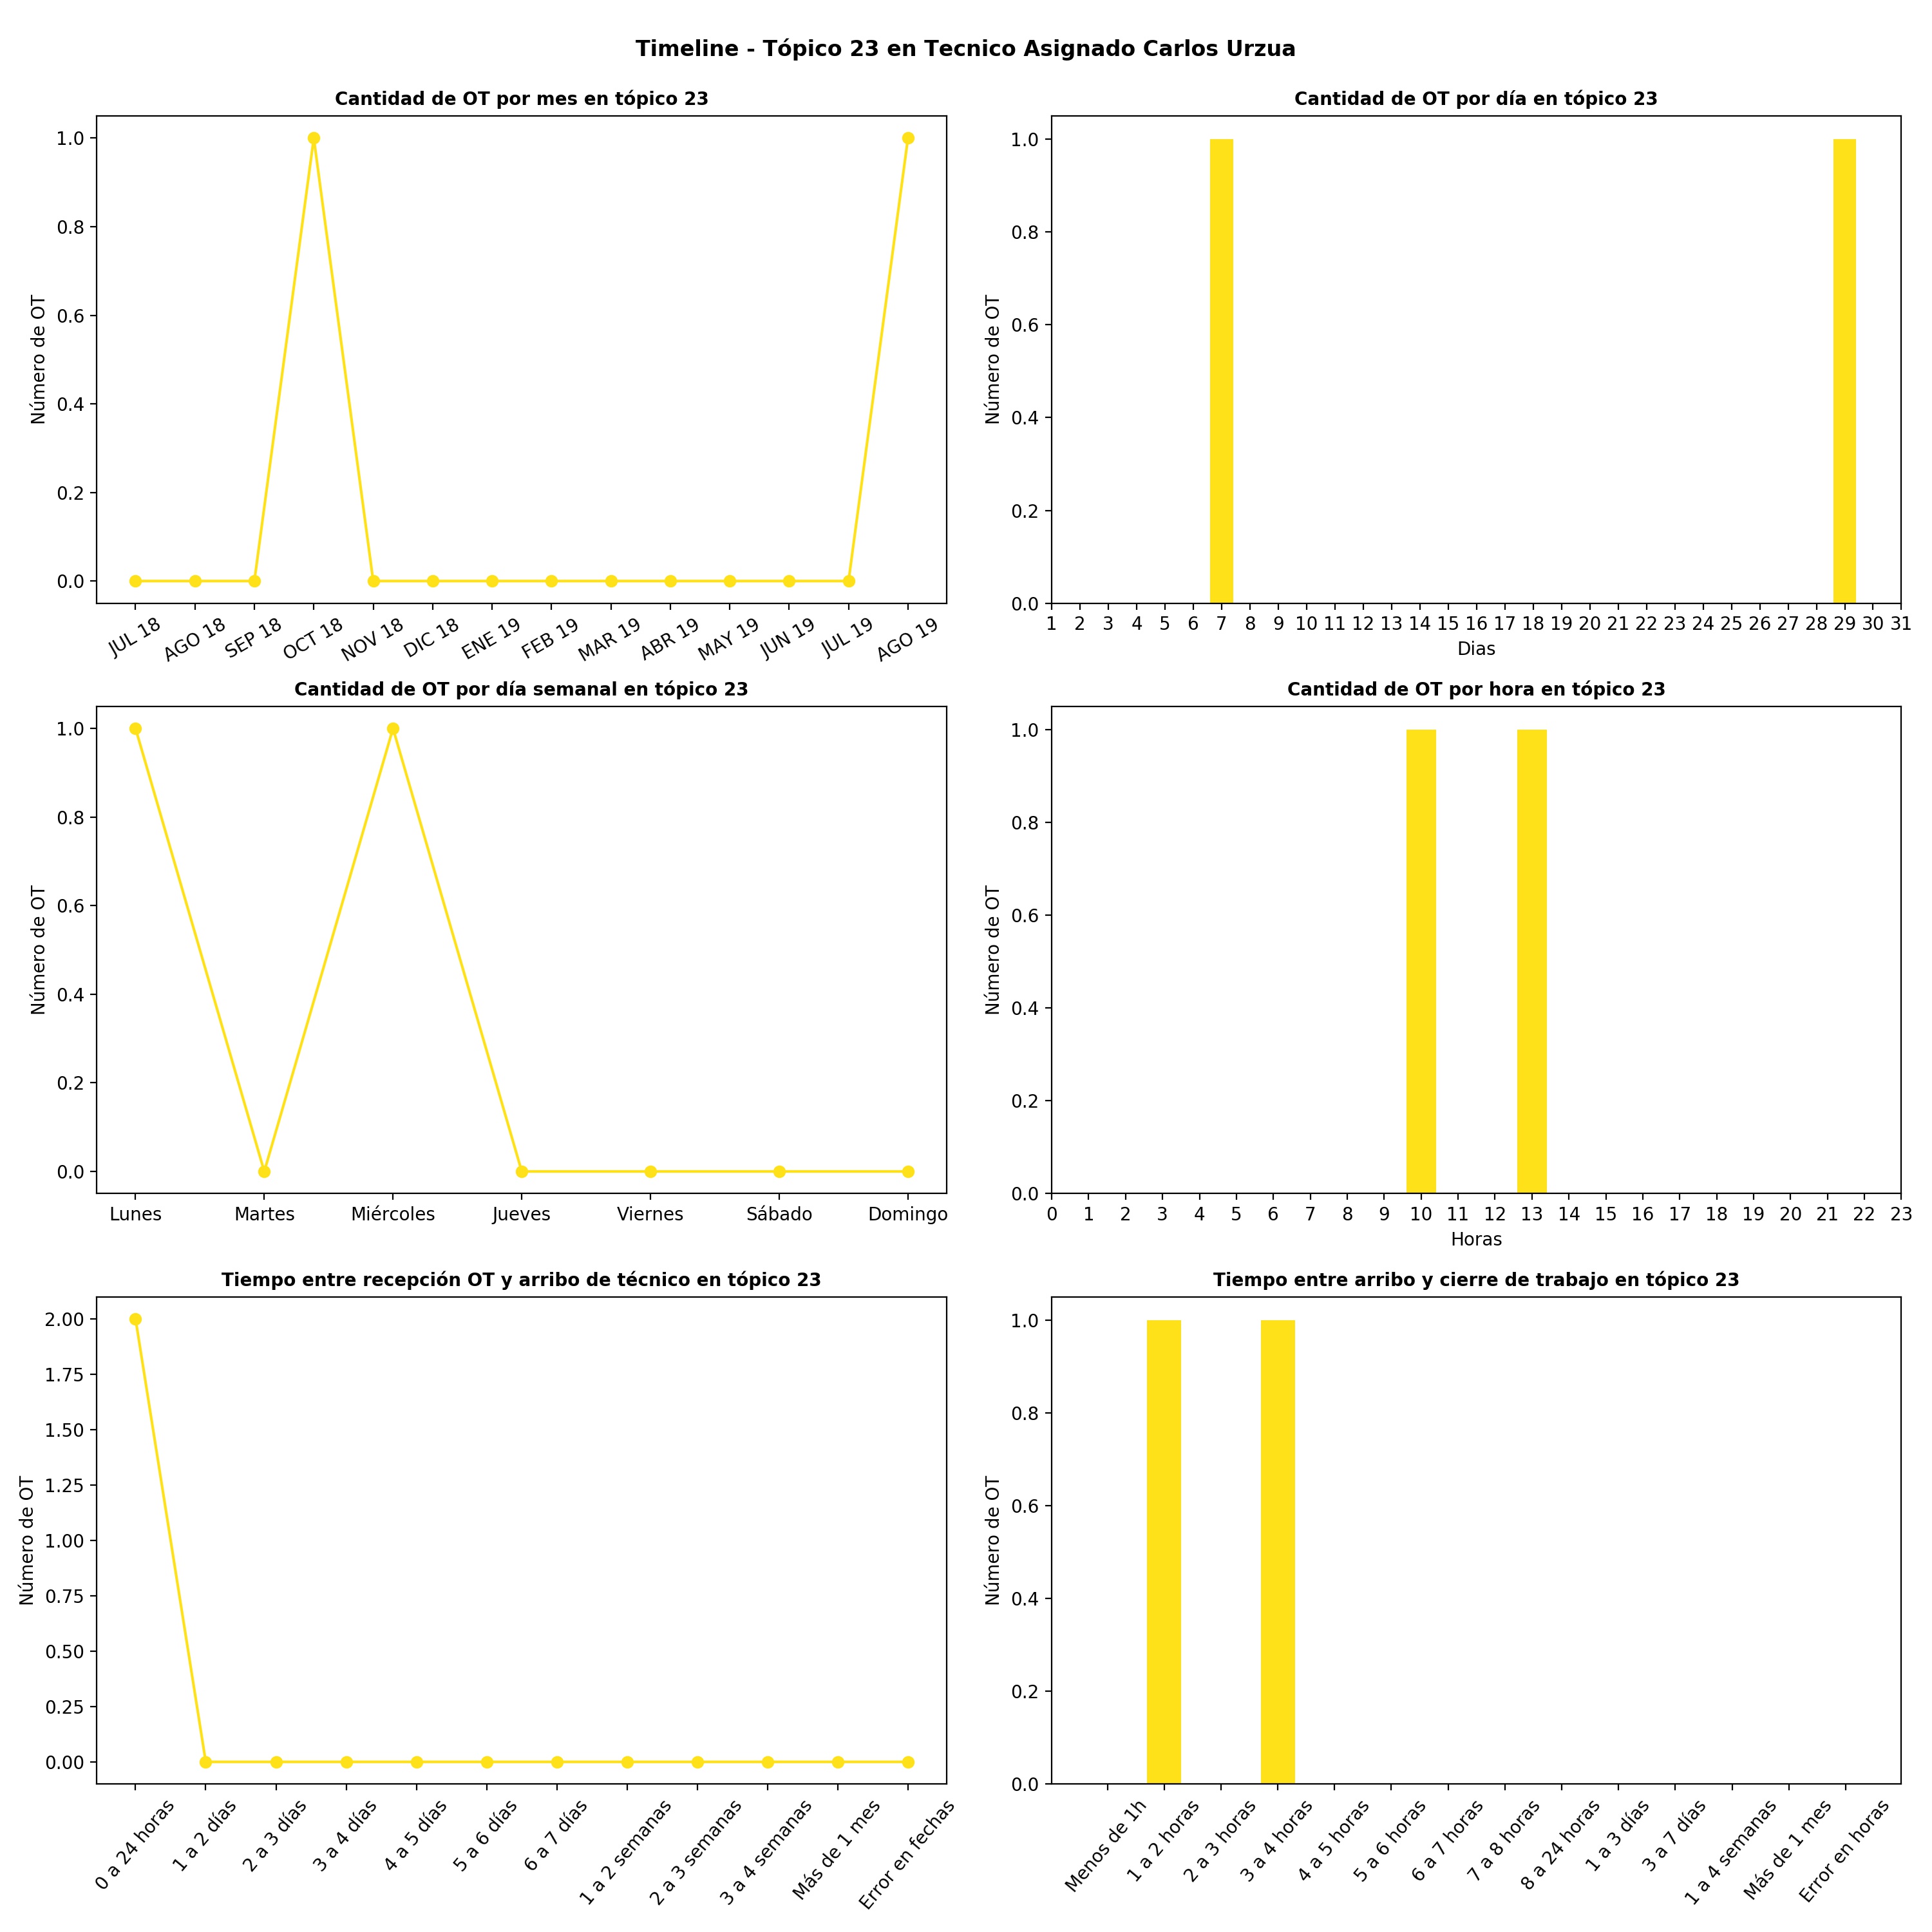 Timeline - Tópico 23 en Tecnico Asignado Carlos Urzua
Cantidad de OT por mes en tópico 23
Número de OT
1.0
0.8
0.6
0.4
0.2
0.0
JUL 18 AGO 18 SEP 18 OCT 18 NOV 18 DIC 18 ENE 19 FEB 19 MAR 19 ABR 19 MAY 19 JUN 19 JUL 19 AGO 19
Cantidad de OT por día en tópico 23
Número de OT
1.0
0.8
0.6
0.4
0.2
0.0
1 2 3 4 5 6 7 8 9 10 11 12 13 14 15 16 17 18 19 20 21 22 23 24 25 26 27 28 29 30 31
Dias
Cantidad de OT por día semanal en tópico 23
Número de OT
1.0
0.8
0.6
0.4
0.2
0.0
Lunes Martes Miércoles Jueves Viernes Sábado Domingo
Cantidad de OT por hora en tópico 23
Número de OT
1.0
0.8
0.6
0.4
0.2
0.0
0 1 2 3 4 5 6 7 8 9 10 11 12 13 14 15 16 17 18 19 20 21 22 23
Horas
Tiempo entre recepción OT y arribo de técnico en tópico 23
Número de OT
2.00
1.75
1.50
1.25
1.00
0.75
0.50
0.25
0.00
0 a 24 horas 1 a 2 días 2 a 3 días 3 a 4 días 4 a 5 días 5 a 6 días 6 a 7 días 1 a 2 semanas 2 a 3 semanas 3 a 4 semanas Más de 1 mes Error en fechas
Tiempo entre arribo y cierre de trabajo en tópico 23
Número de OT
1.0
0.8
0.6
0.4
0.2
0.0
Menos de 1h 1 a 2 horas 2 a 3 horas 3 a 4 horas 4 a 5 horas 5 a 6 horas 6 a 7 horas 7 a 8 horas 8 a 24 horas 1 a 3 días 3 a 7 días 1 a 4 semanas Más de 1 mes Error en horas